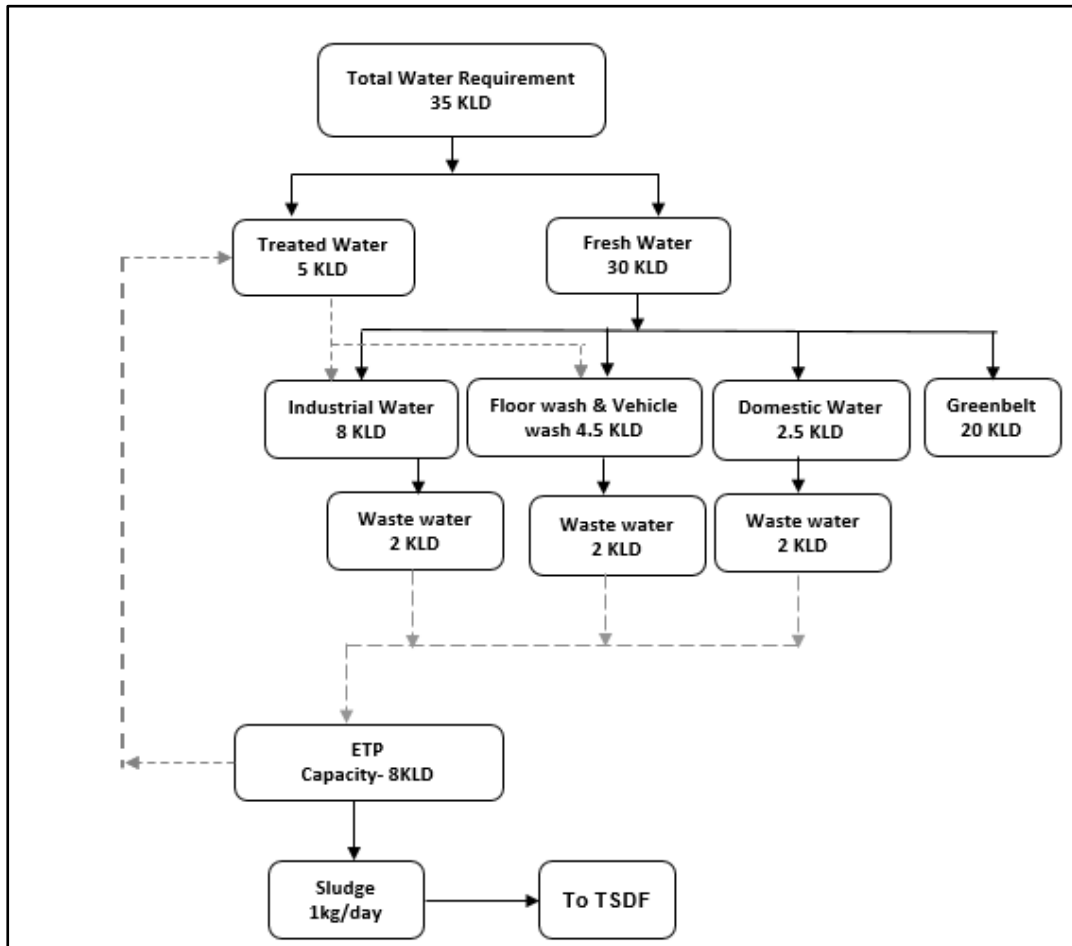 Total Water Requirement
35 KLD
Treated Water
5 KLD
Fresh Water
30 KLD
Industrial Water
8 KLD
Floor wash & Vehicle
wash 4.5 KLD
Domestic Water
2.5 KLD
Greenbelt
20 KLD
Waste water
2 KLD
Waste water
2 KLD
Waste water
2 KLD
ETP
Capacity- 8KLD
Sludge
1kg/day
To TSDF